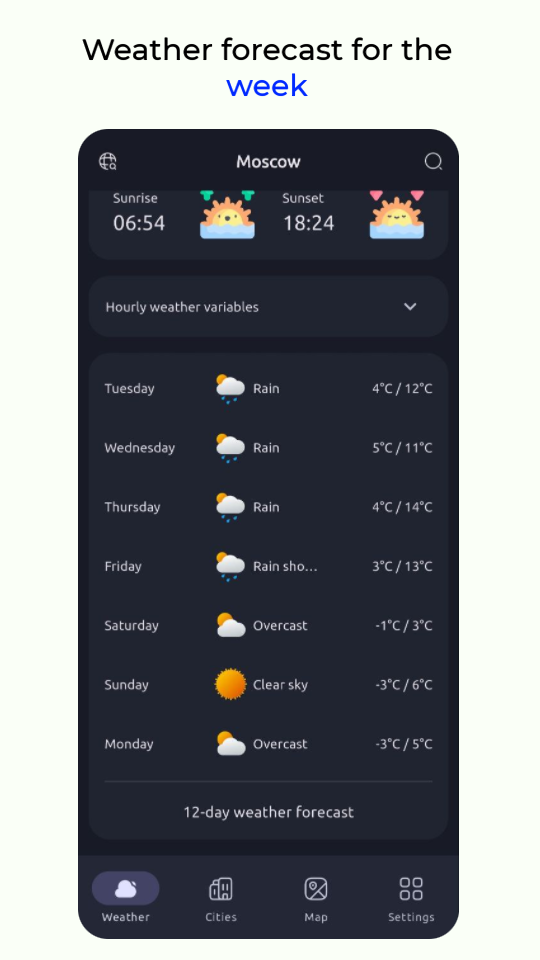 Weather forecast for the
week
Moscow
Sunrise
06:54
Sunset
18:24
Hourly weather variables
Tuesday Rain 4°C / 12°C
Wednesday Rain 5°C / 11°C
Thursday Rain 4°C / 14°C
Friday Rain sho... 3°C / 13°C
Saturday Overcast -1°C / 3°C
Sunday Clear sky -3°C / 6°C
Monday Overcast -3°C / 5°C
12-day weather forecast
Weather Cities Map Settings